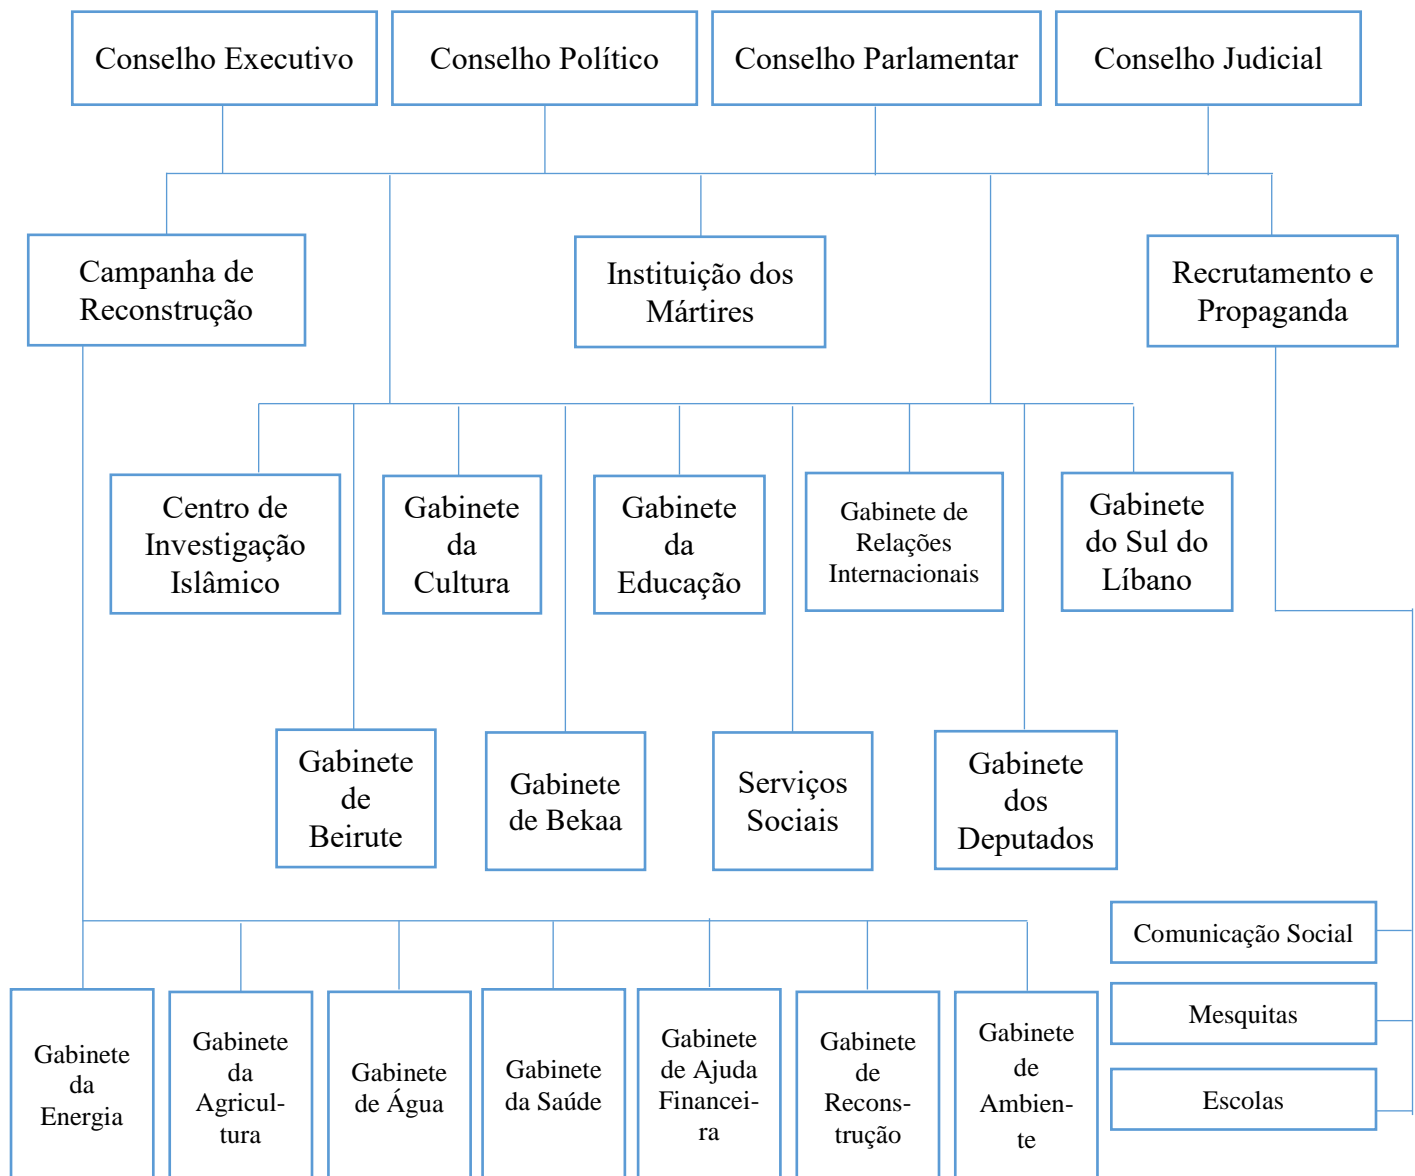 Conselho Executivo
Conselho Político
Conselho Parlamentar
Conselho Judicial
Campanha de
Reconstrução
Instituição dos
Mártires
Recrutamento e
Propaganda
Centro de
Investigação
Islâmico
Gabinete
da
Cultura
Gabinete
da
Educação
Gabinete de
Relações
Internacionais
Gabinete
do Sul do
Líbano
Gabinete
de
Beirute
Gabinete
de Bekaa
Serviços
Sociais
Gabinete
dos
Deputados
Comunicação Social
Mesquitas
Escolas
Gabinete
da
Energia
Gabinete
da
Agricul-
tura
Gabinete
de Água
Gabinete
da Saúde
Gabinete
de Ajuda
Financei-
ra
Gabinete
de
Recons-
trução
Gabinete
de
Ambien-
te